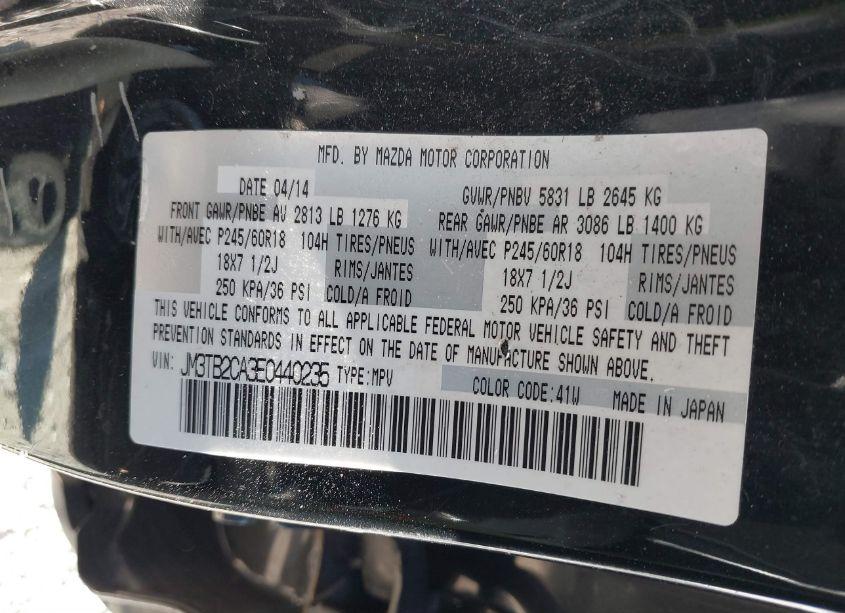 MFD. BY MAZDA MOTOR CORPORATION
DATE 04/14 GVWR/PNBV 5831 LB 2645 KG
FRONT GAWR/PNBE AV 2813 LB 1276 KG REAR GAWR/PNBE AR 3086 LB 1400 KG
WITH/AVEC P245/60R18 104H TIRES/PNEUS WITH/AVEC P245/60R18 104H TIRES/PNEUS
18X7 1/2J RIMS/JANTES 18X7 1/2J RIMS/JANTES
250 KPA/36 PSI COLD/A FROID 250 KPA/36 PSI COLD/A FROID
THIS VEHICLE CONFORMS TO ALL APPLICABLE FEDERAL MOTOR VEHICLE SAFETY AND THEFT
PREVENTION STANDARDS IN EFFECT ON THE DATE OF MANUFACTURE SHOWN ABOVE.
VIN: JM3TB2CA3E0440235 TYPE:MPV COLOR CODE:41W MADE IN JAPAN